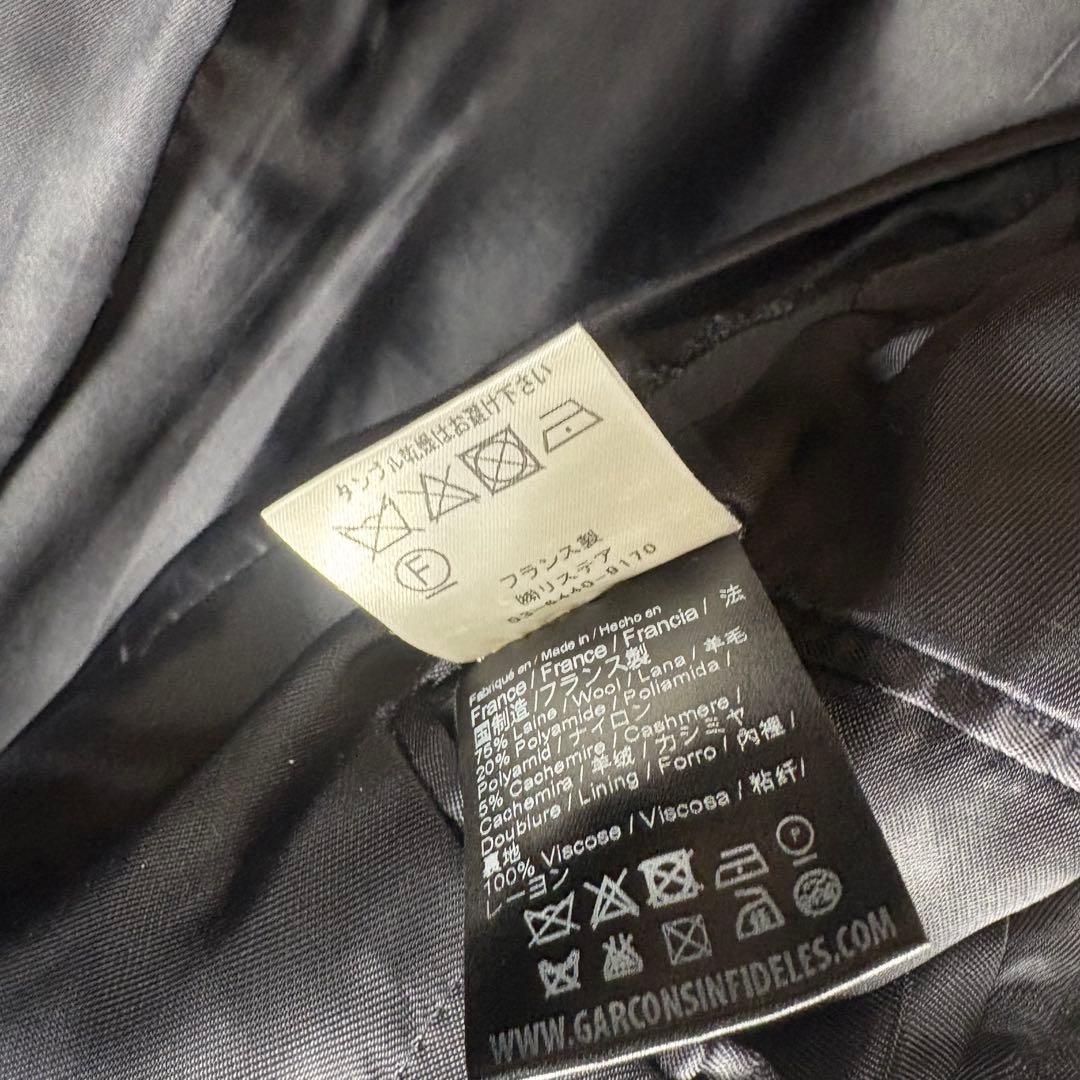 タンブル乾燥はお避け下さい
F
フランス製
㈱リステア
03-6440-9170
Fabriqué en / Made in / Hecho en
France / France / Francia / 法
国制造 / フランス製
75% Laine / Wool / Lana / 羊毛
20% Polyamide / Poliamida /
Polyamid / ナイロン
5% Cachemire / Cashmere /
Cachemira / 羊绒 / カシミヤ
Doublure / Lining / Forro / 內裡 /
裏地
100% Viscose / Viscosa / 粘纤 /
レーヨン
P
WWW.GARCONSINFIDELES.COM